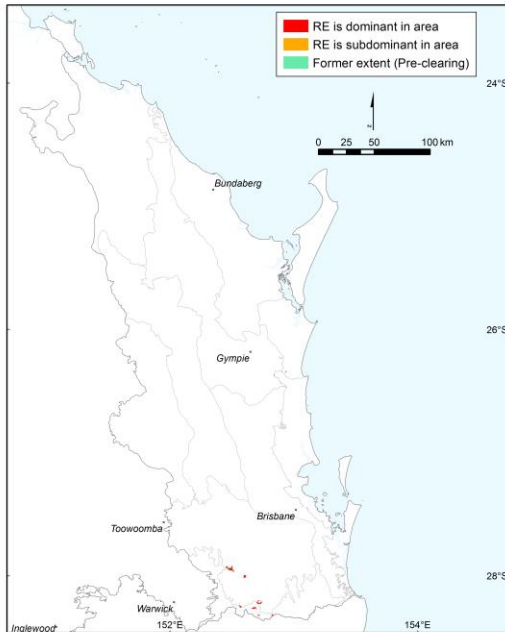 RE is dominant in area
RE is subdominant in area
Former extent (Pre-clearing)
24°S
N
0 25 50 100 km
Bundaberg
26°S
Gympie
Brisbane
Toowoomba
28°S
Warwick
Inglewood
152°E
154°E